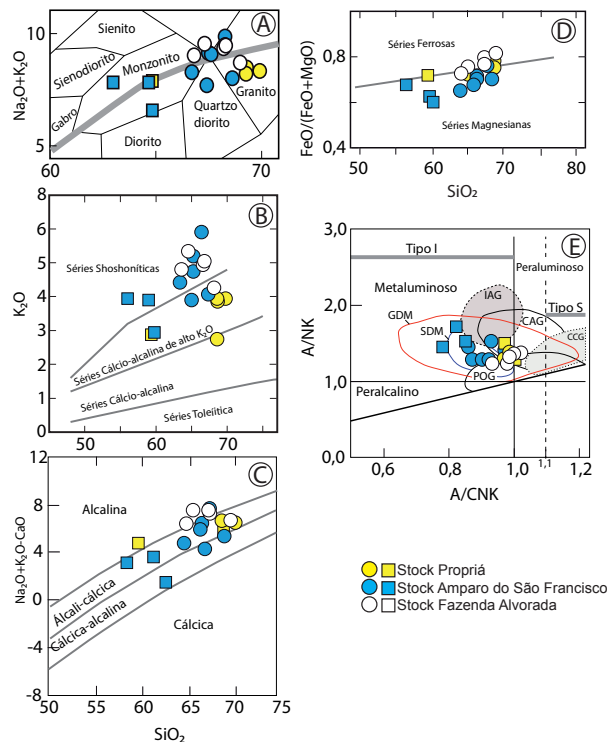 A
Na₂O+K₂O
10
5
Sienito
Monzonito
Sienodiorito
Gabro
Diorito
Quartzo
diorito
Granito
60
65
70
B
K₂O
6
5
4
3
2
1
0
Séries Shoshoníticas
Séries Cálcio-alcalina de alto K₂O
Séries Cálcio-alcalina
Séries Toleiítica
50
60
65
70
C
Na₂O+K₂O-CaO
12
8
4
0
-4
-8
Alcalina
Álcali-cálcica
Cálcica-alcalina
Cálcica
50
55
60
65
70
75
SiO₂
D
FeO/(FeO+MgO)
0,8
0,4
Séries Ferrosas
Séries Magnesianas
50
60
70
80
SiO₂
E
A/NK
3,0
2,0
1,0
0,0
Tipo I
Peraluminoso
Metaluminoso
Tipo S
IAG
GDM
CAG
SDM
CCG
POG
Peralcalino
0,6
0,8
1,0
1,1
1,2
A/CNK
Stock Propriá
Stock Amparo do São Francisco
Stock Fazenda Alvorada